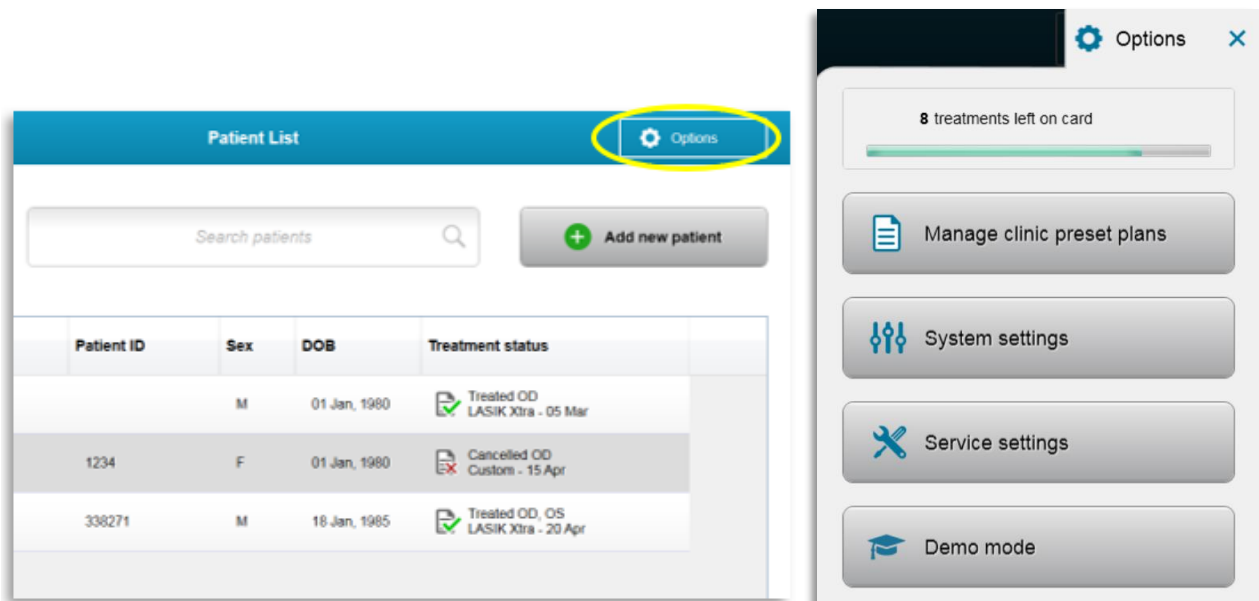 Patient List
Options
Search patients
Add new patient
Patient ID
Sex
DOB
Treatment status
M
01 Jan, 1980
Treated OD
LASIK Xtra - 05 Mar
1234
F
01 Jan, 1980
Cancelled OD
Custom - 15 Apr
338271
M
18 Jan, 1985
Treated OD, OS
LASIK Xtra - 20 Apr
Options
8 treatments left on card
Manage clinic preset plans
System settings
Service settings
Demo mode